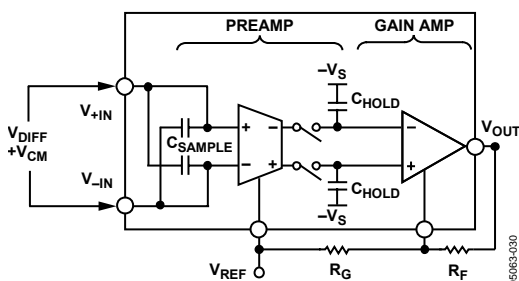 PREAMP
GAIN AMP
–VS
CHOLD
V+IN
VOUT
VDIFF
+VCM
CSAMPLE
+
–
–
+
–
+
V–IN
CHOLD
–VS
VREF
RG
RF
05063-030